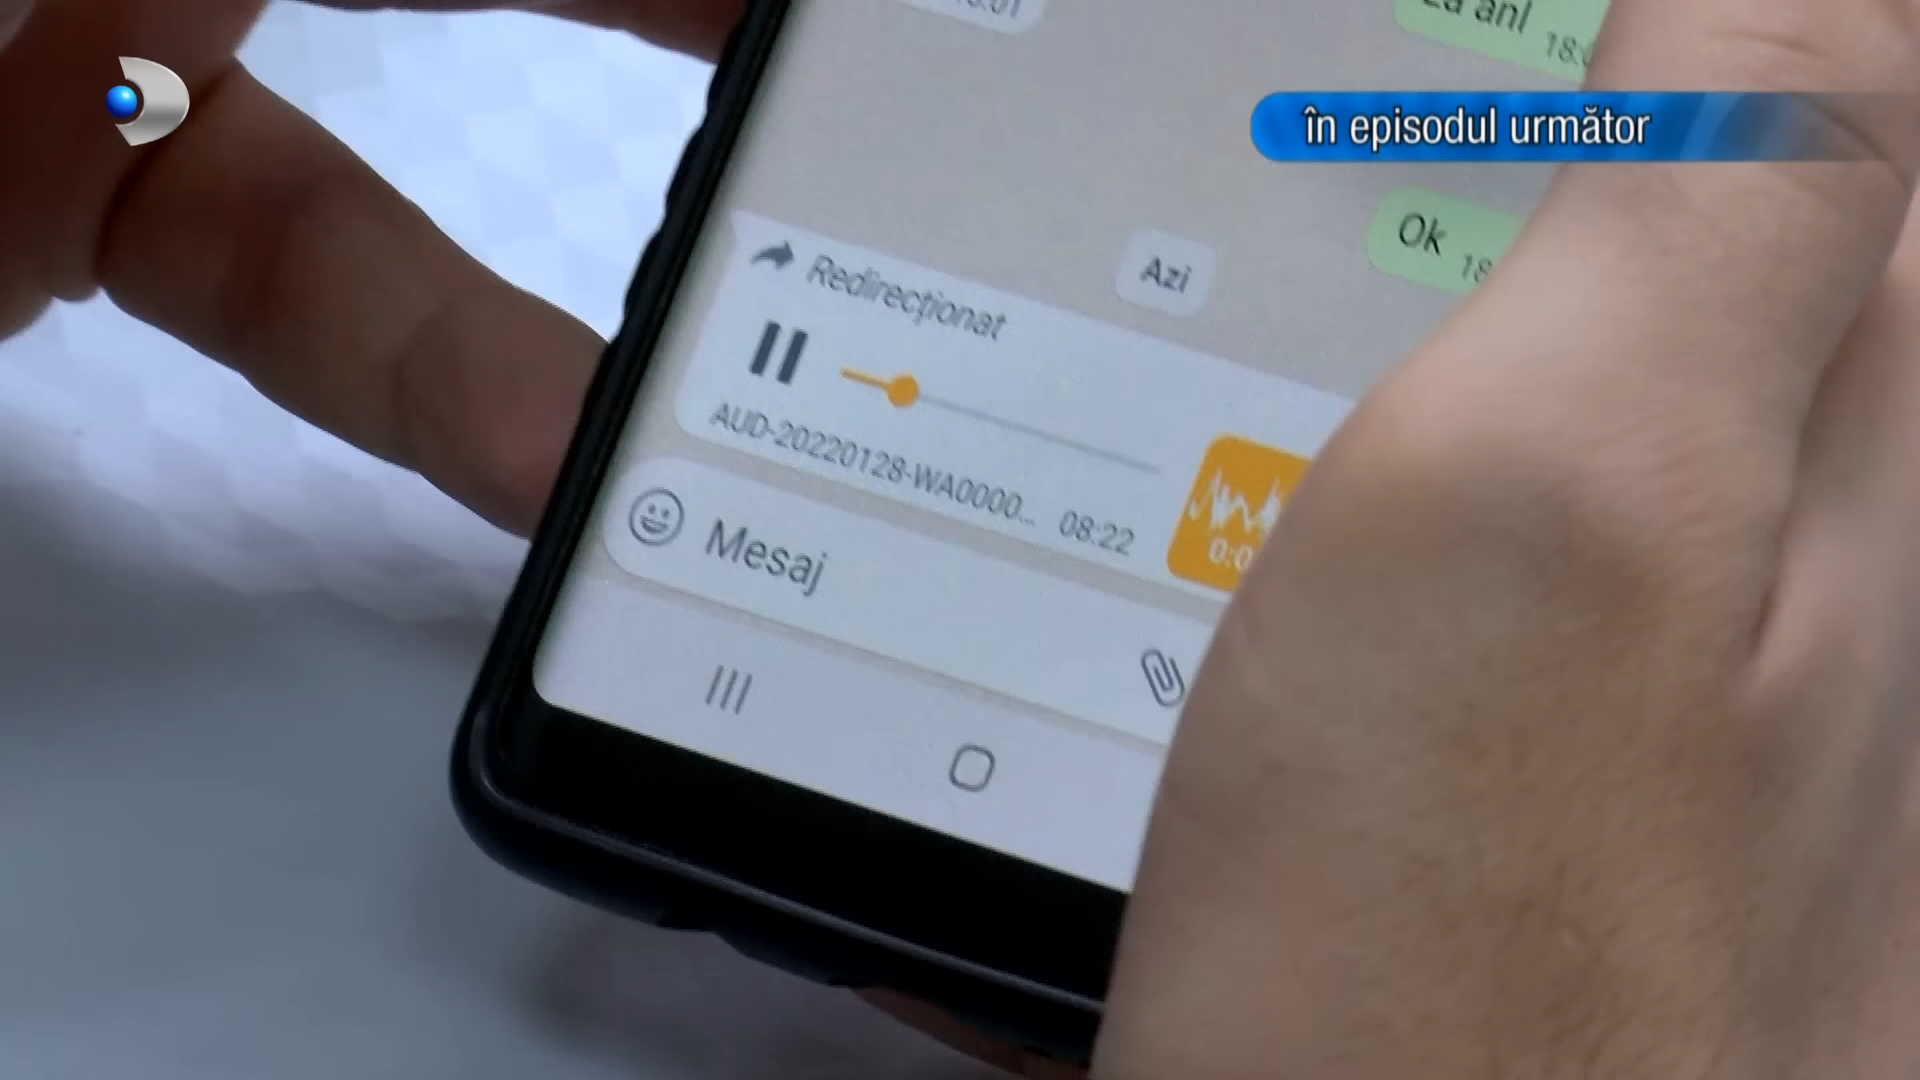 în episodul următor
Ok
Azi
Redirecționat
AUD-20220128-WA0000... 08:22
Mesaj